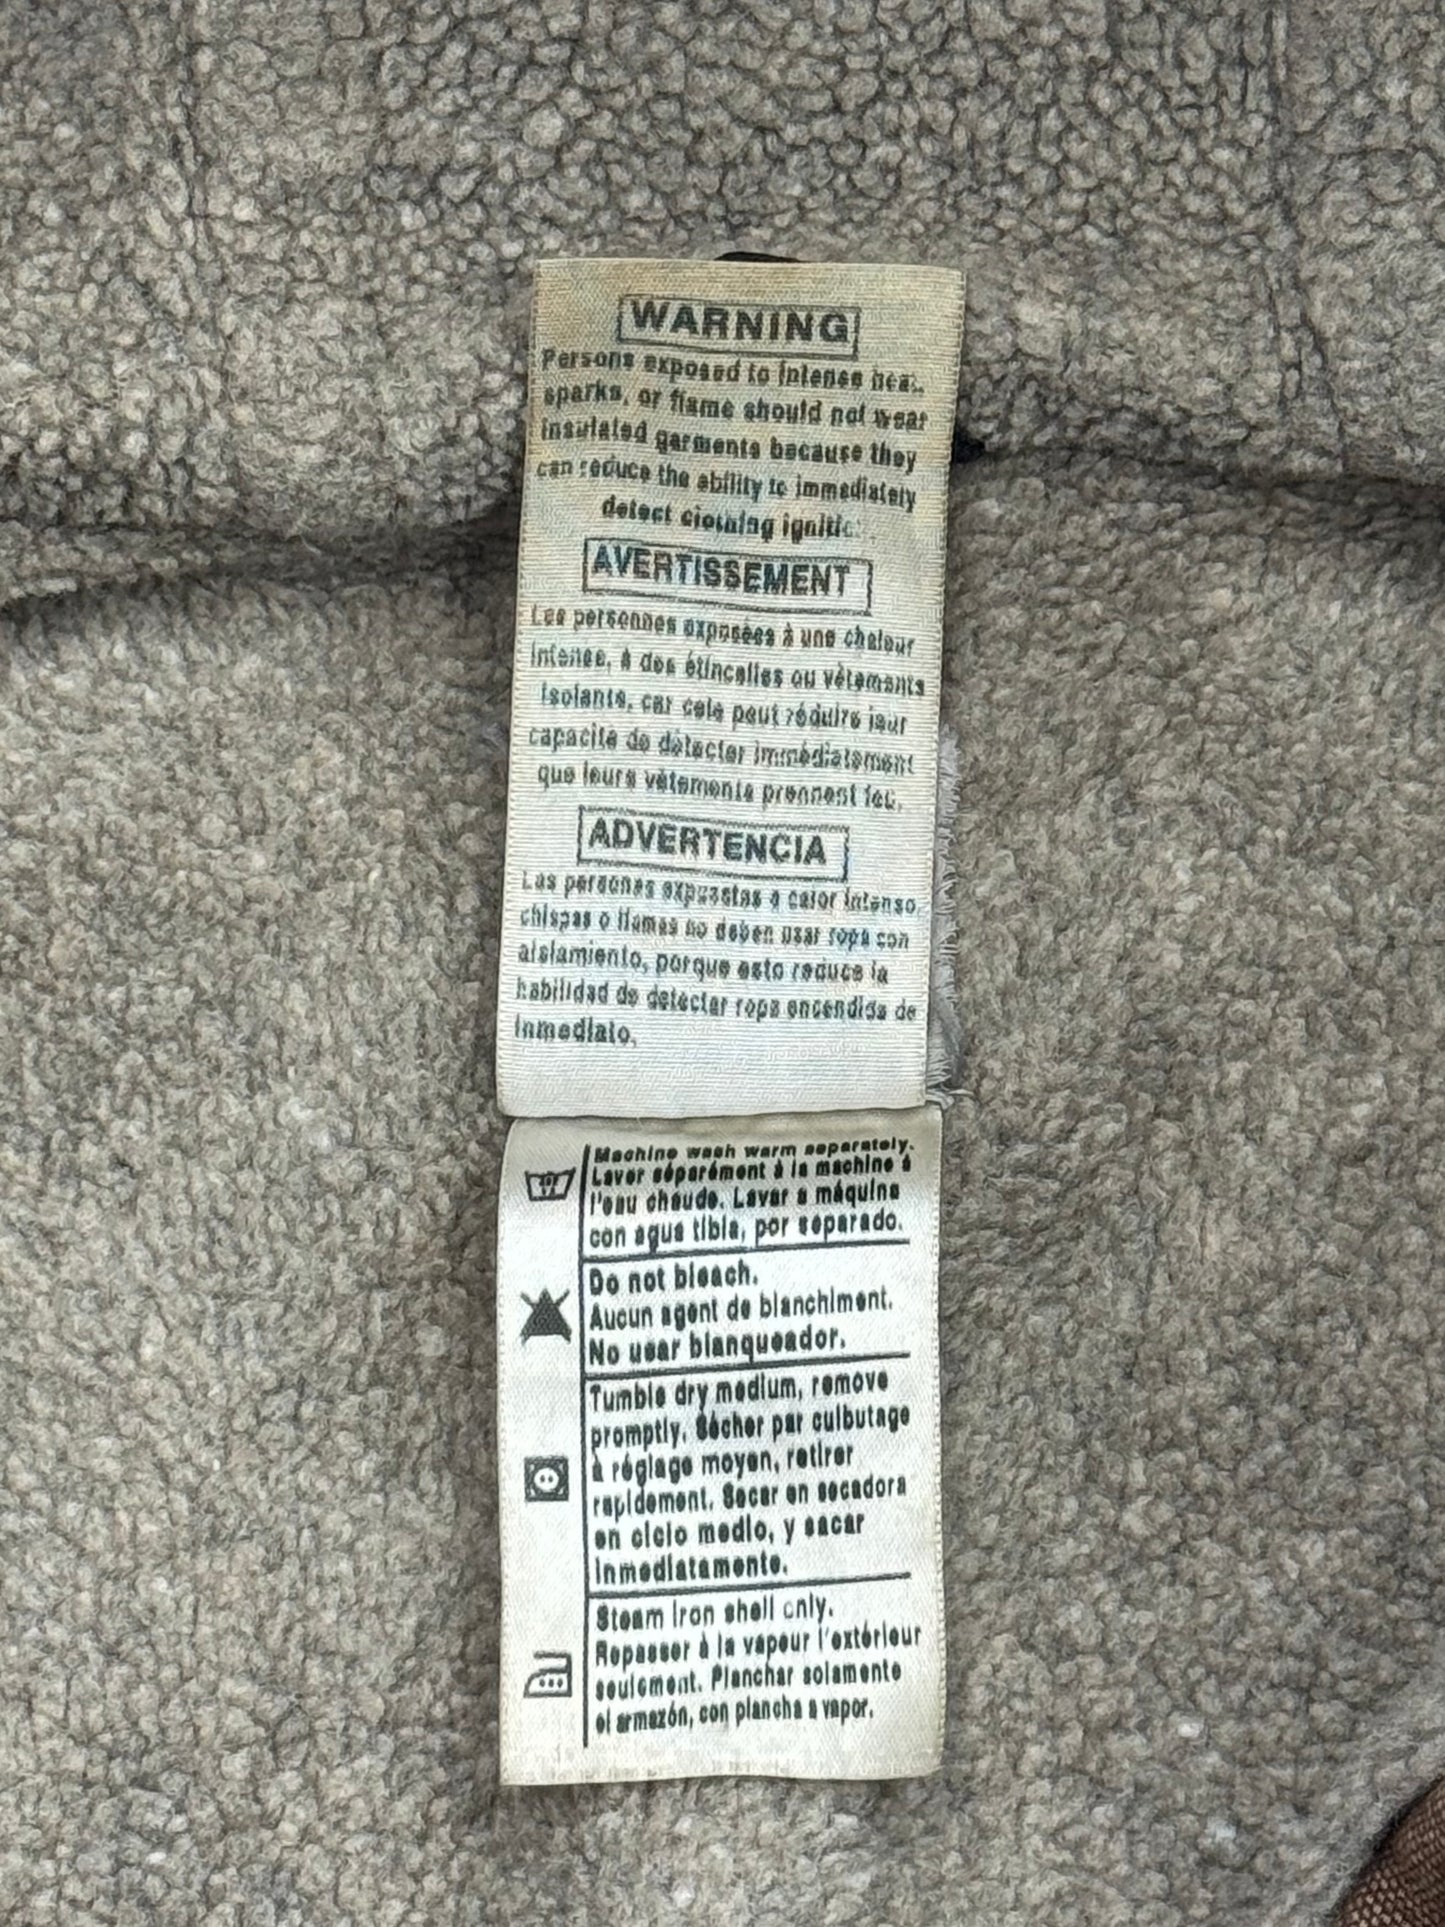 WARNING
Persons exposed to intense heat,
sparks, or flame should not wear
insulated garments because they
can reduce the ability to immediately
detect clothing ignition.
AVERTISSEMENT
Les personnes exposées à une chaleur
intense, à des étincelles ou vêtements
isolants, car cela peut réduire leur
capacité de détecter immédiatement
que leurs vêtements prennent feu.
ADVERTENCIA
Las personas expuestas a calor intenso,
chispas o llamas no deben usar ropa con
aislamiento, porque esto reduce la
habilidad de detectar ropa encendida de
inmediato.
Machine wash warm separately.
Laver séparément à la machine à
l'eau chaude. Lavar a máquina
con agua tibia, por separado.
Do not bleach.
Aucun agent de blanchiment.
No usar blanqueador.
Tumble dry medium, remove
promptly. Sécher par culbutage
à réglage moyen, retirer
rapidement. Secar en secadora
en ciclo medio, y sacar
inmediatamente.
Steam iron shell only.
Repasser à la vapeur l'extérieur
seulement. Planchar solamente
el armazón, con plancha a vapor.